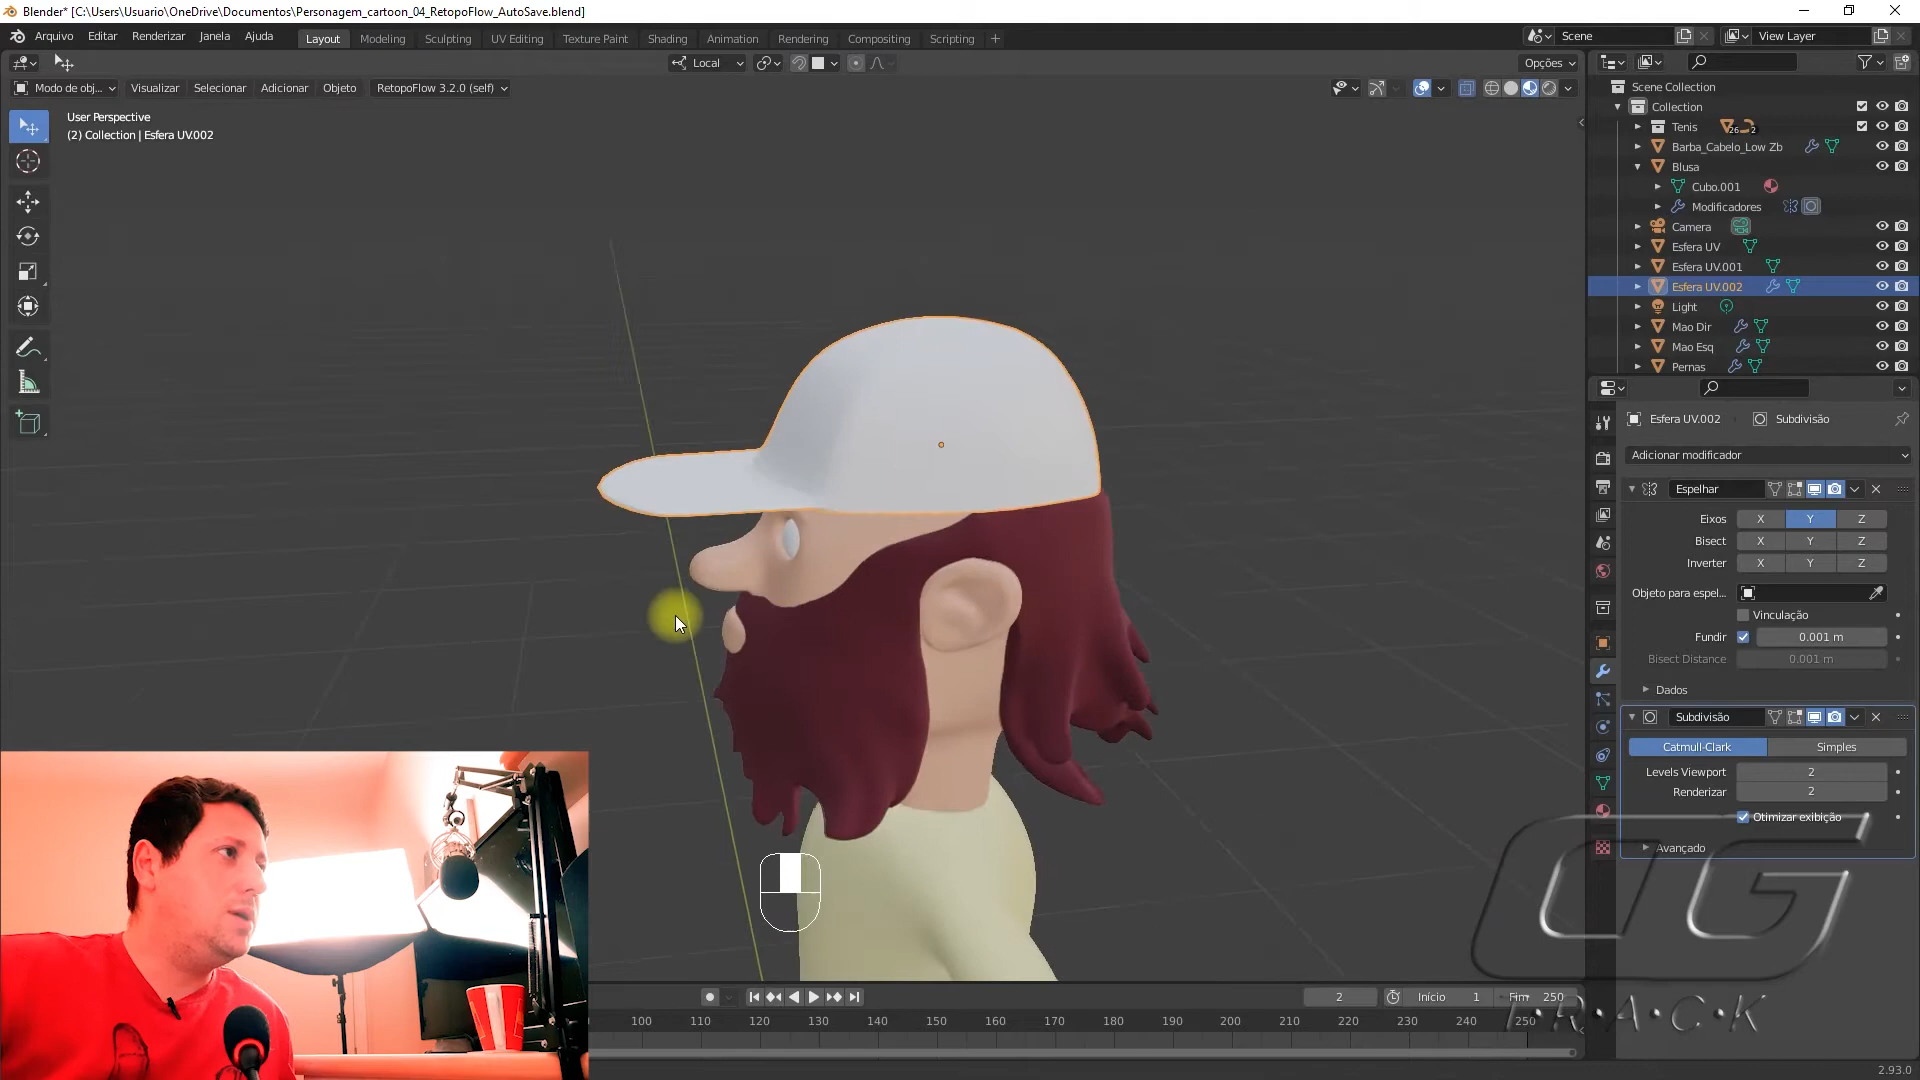 Blender* [C:\Users\Usuario\OneDrive\Documentos\Personagem_cartoon_04_RetopoFlow_AutoSave.blend]
Arquivo Editar Renderizar Janela Ajuda Layout Modeling Sculpting UV Editing Texture Paint Shading Animation Rendering Compositing Scripting + Scene View Layer
Local Opções
Modo de obj... Visualizar Selecionar Adicionar Objeto RetopoFlow 3.2.0 (self)
User Perspective
(2) Collection | Esfera UV.002
Scene Collection
Collection
Tenis 26 2
Barba_Cabelo_Low Zb
Blusa
Cubo.001
Modificadores
Camera
Esfera UV
Esfera UV.001
Esfera UV.002
Light
Mao Dir
Mao Esq
Pernas
Esfera UV.002 Subdivisão
Adicionar modificador
Espelhar
Eixos X Y Z
Bisect X Y Z
Inverter X Y Z
Objeto para espel...
Vinculação
Fundir 0.001 m
Bisect Distance 0.001 m
Dados
Subdivisão
Catmull-Clark Simples
Levels Viewport 2
Renderizar 2
Otimizar exibição
Avançado
CG
T·R·A·C·K
2 Início 1 Fim 250
100 110 120 130 140 150 160 170 180 190 200 210 220 230 240 250
2.93.0